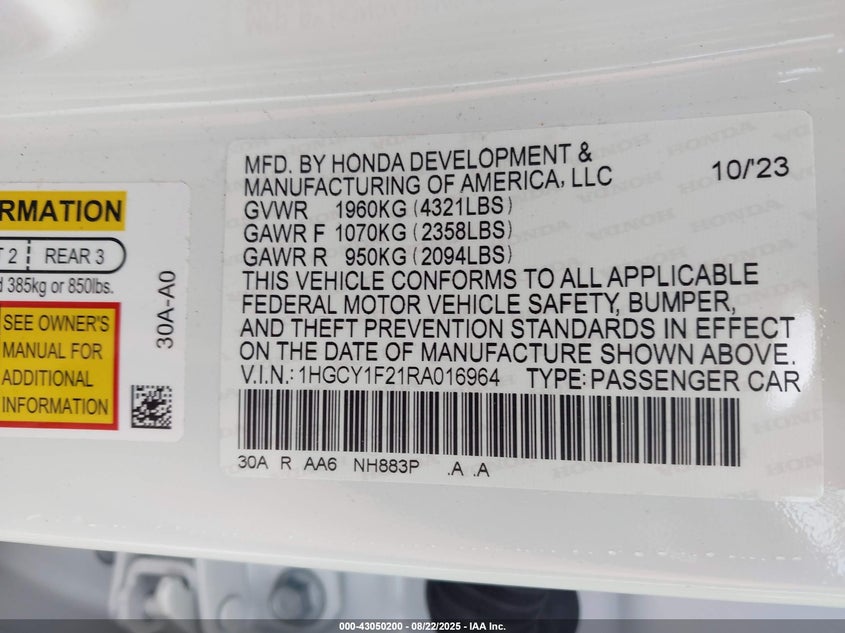 RMATION
T 2 | REAR 3
d 385kg or 850lbs.
SEE OWNER'S
MANUAL FOR
ADDITIONAL
INFORMATION
30A-A0
MFD. BY HONDA DEVELOPMENT &
MANUFACTURING OF AMERICA, LLC 10/'23
GVWR 1960KG (4321LBS)
GAWR F 1070KG (2358LBS)
GAWR R 950KG (2094LBS)
THIS VEHICLE CONFORMS TO ALL APPLICABLE
FEDERAL MOTOR VEHICLE SAFETY, BUMPER,
AND THEFT PREVENTION STANDARDS IN EFFECT
ON THE DATE OF MANUFACTURE SHOWN ABOVE.
V.I.N.: 1HGCY1F21RA016964 TYPE: PASSENGER CAR
30A R AA6 NH883P .A .A
000-43050200 - 08/22/2025 - IAA Inc.